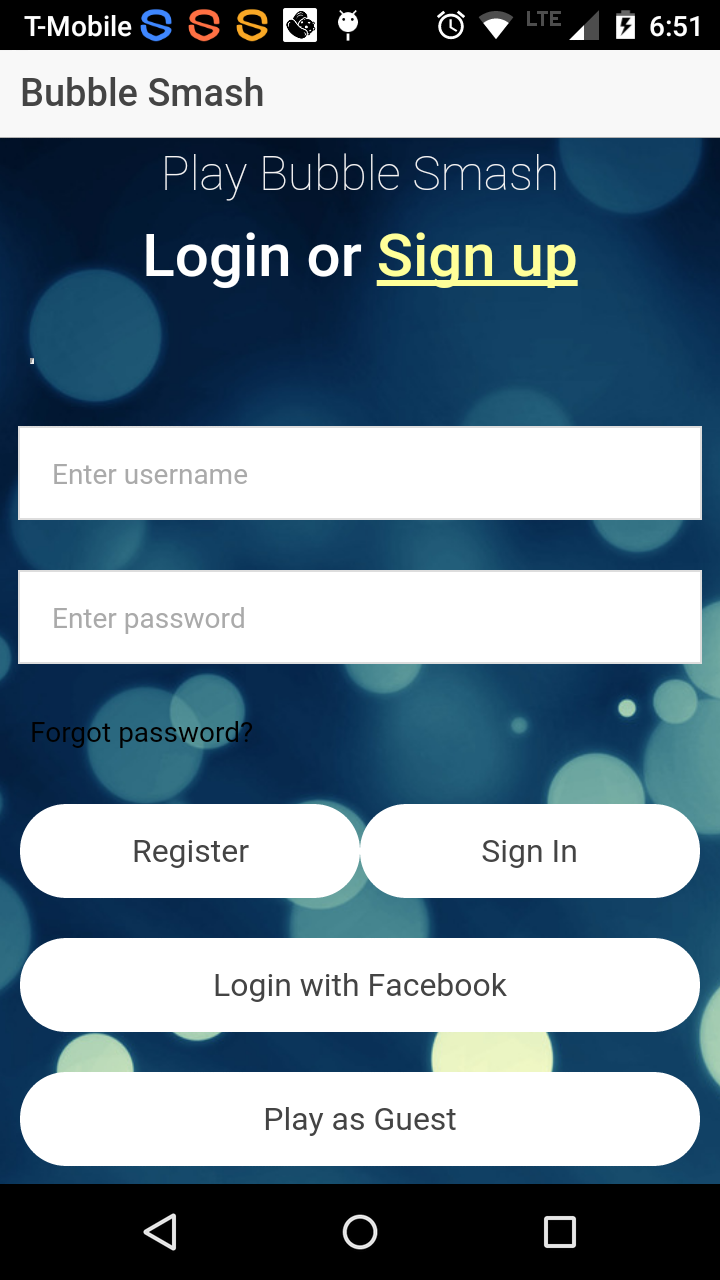 T-Mobile LTE 6:51
Bubble Smash
Play Bubble Smash
Login or Sign up
Enter username
Enter password
Forgot password?
Register Sign In
Login with Facebook
Play as Guest